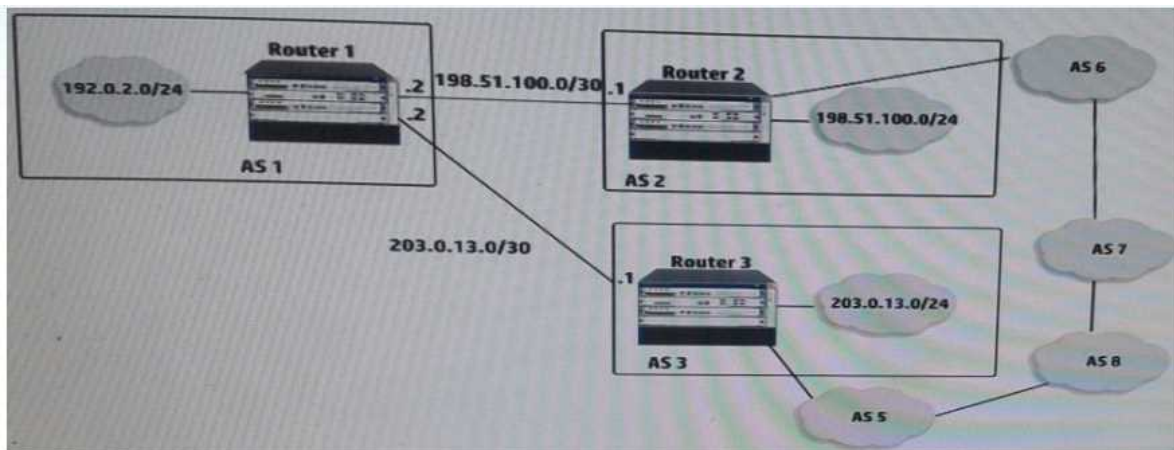 Router 1
192.0.2.0/24
.2
.2
AS 1
198.51.100.0/30
.1
Router 2
198.51.100.0/24
AS 2
AS 6
203.0.13.0/30
.1
Router 3
203.0.13.0/24
AS 3
AS 7
AS 8
AS 5